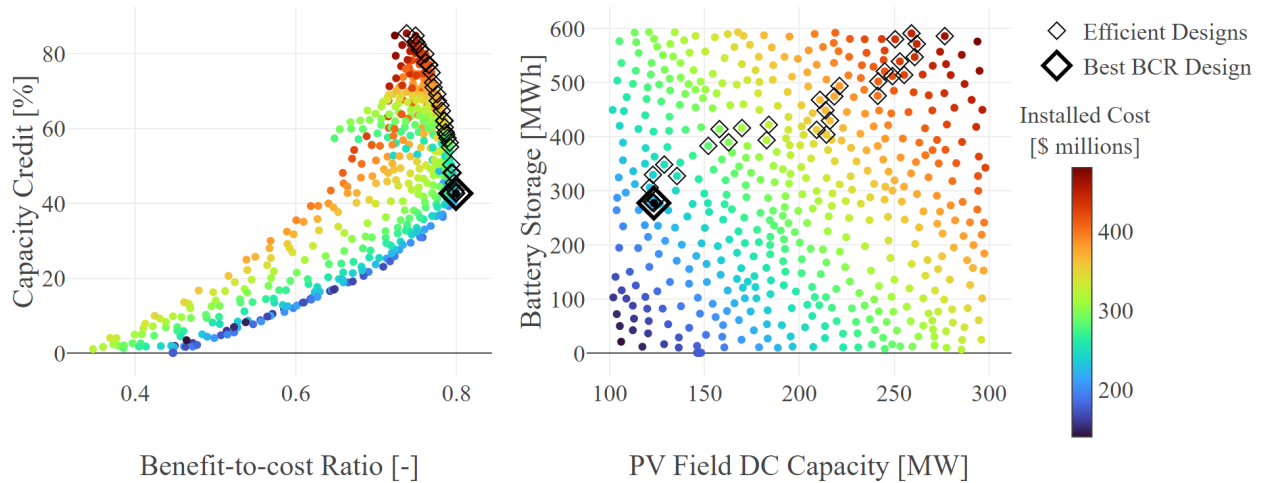 Capacity Credit [%]
80
60
40
20
0
0.4
0.6
0.8
Benefit-to-cost Ratio [-]
Battery Storage [MWh]
600
500
400
300
200
100
0
100
150
200
250
300
PV Field DC Capacity [MW]
Efficient Designs
Best BCR Design
Installed Cost
[$ millions]
400
300
200